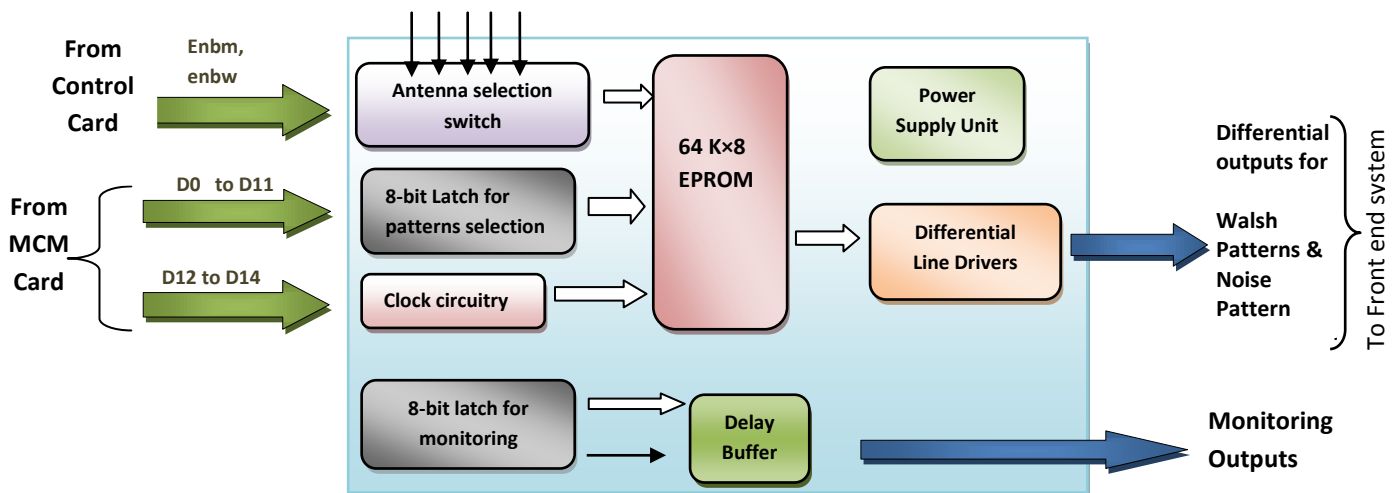 From
Control
Card
Enbm,
enbw
From
MCM
Card
D0 to D11
D12 to D14
Antenna selection
switch
8-bit Latch for
patterns selection
Clock circuitry
8-bit latch for
monitoring
64 K×8
EPROM
Delay
Buffer
Power
Supply Unit
Differential
Line Drivers
Differential
outputs for
Walsh
Patterns &
Noise
Pattern
To Front end system
Monitoring
Outputs